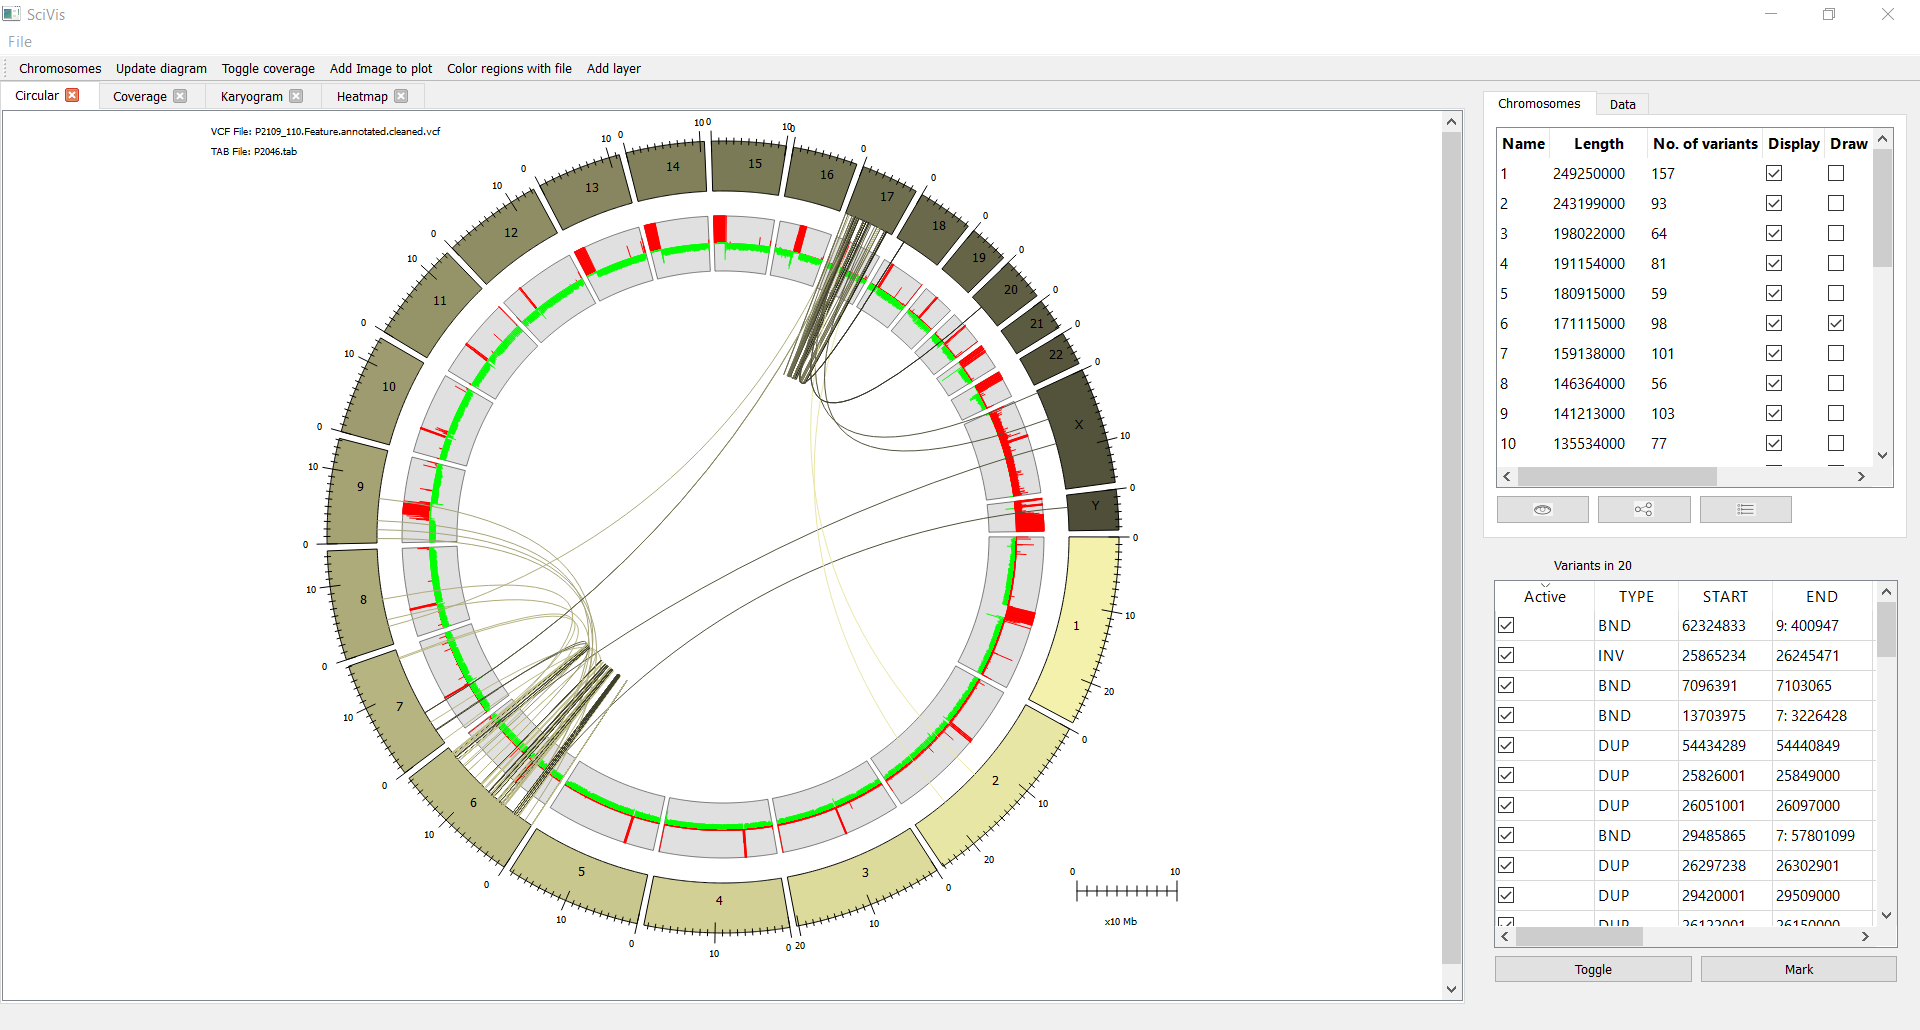 SciVis
File
Chromosomes Update diagram Toggle coverage Add Image to plot Color regions with file Add layer
Circular Coverage Karyogram Heatmap
VCF File: P2109_110.Feature.annotated.cleaned.vcf
TAB File: P2046.tab
1
0
10
20
2
0
10
20
3
0
10
4
0
10
20
5
0
10
6
0
10
7
0
10
8
0
10
9
0
10
10
0
10
11
0
10
12
0
10
13
0
10
14
0
10
15
0
10
16
0
17
0
18
0
19
0
20
0
21
0
22
0
X
0
10
Y
0
0 10
x10 Mb
Chromosomes Data
Name Length No. of variants Display Draw
1 249250000 157
2 243199000 93
3 198022000 64
4 191154000 81
5 180915000 59
6 171115000 98
7 159138000 101
8 146364000 56
9 141213000 103
10 135534000 77
Variants in 20
Active TYPE START END
BND 62324833 9: 400947
INV 25865234 26245471
BND 7096391 7103065
BND 13703975 7: 3226428
DUP 54434289 54440849
DUP 25826001 25849000
DUP 26051001 26097000
BND 29485865 7: 57801099
DUP 26297238 26302901
DUP 29420001 29509000
DUP 26122001 26150000
Toggle Mark